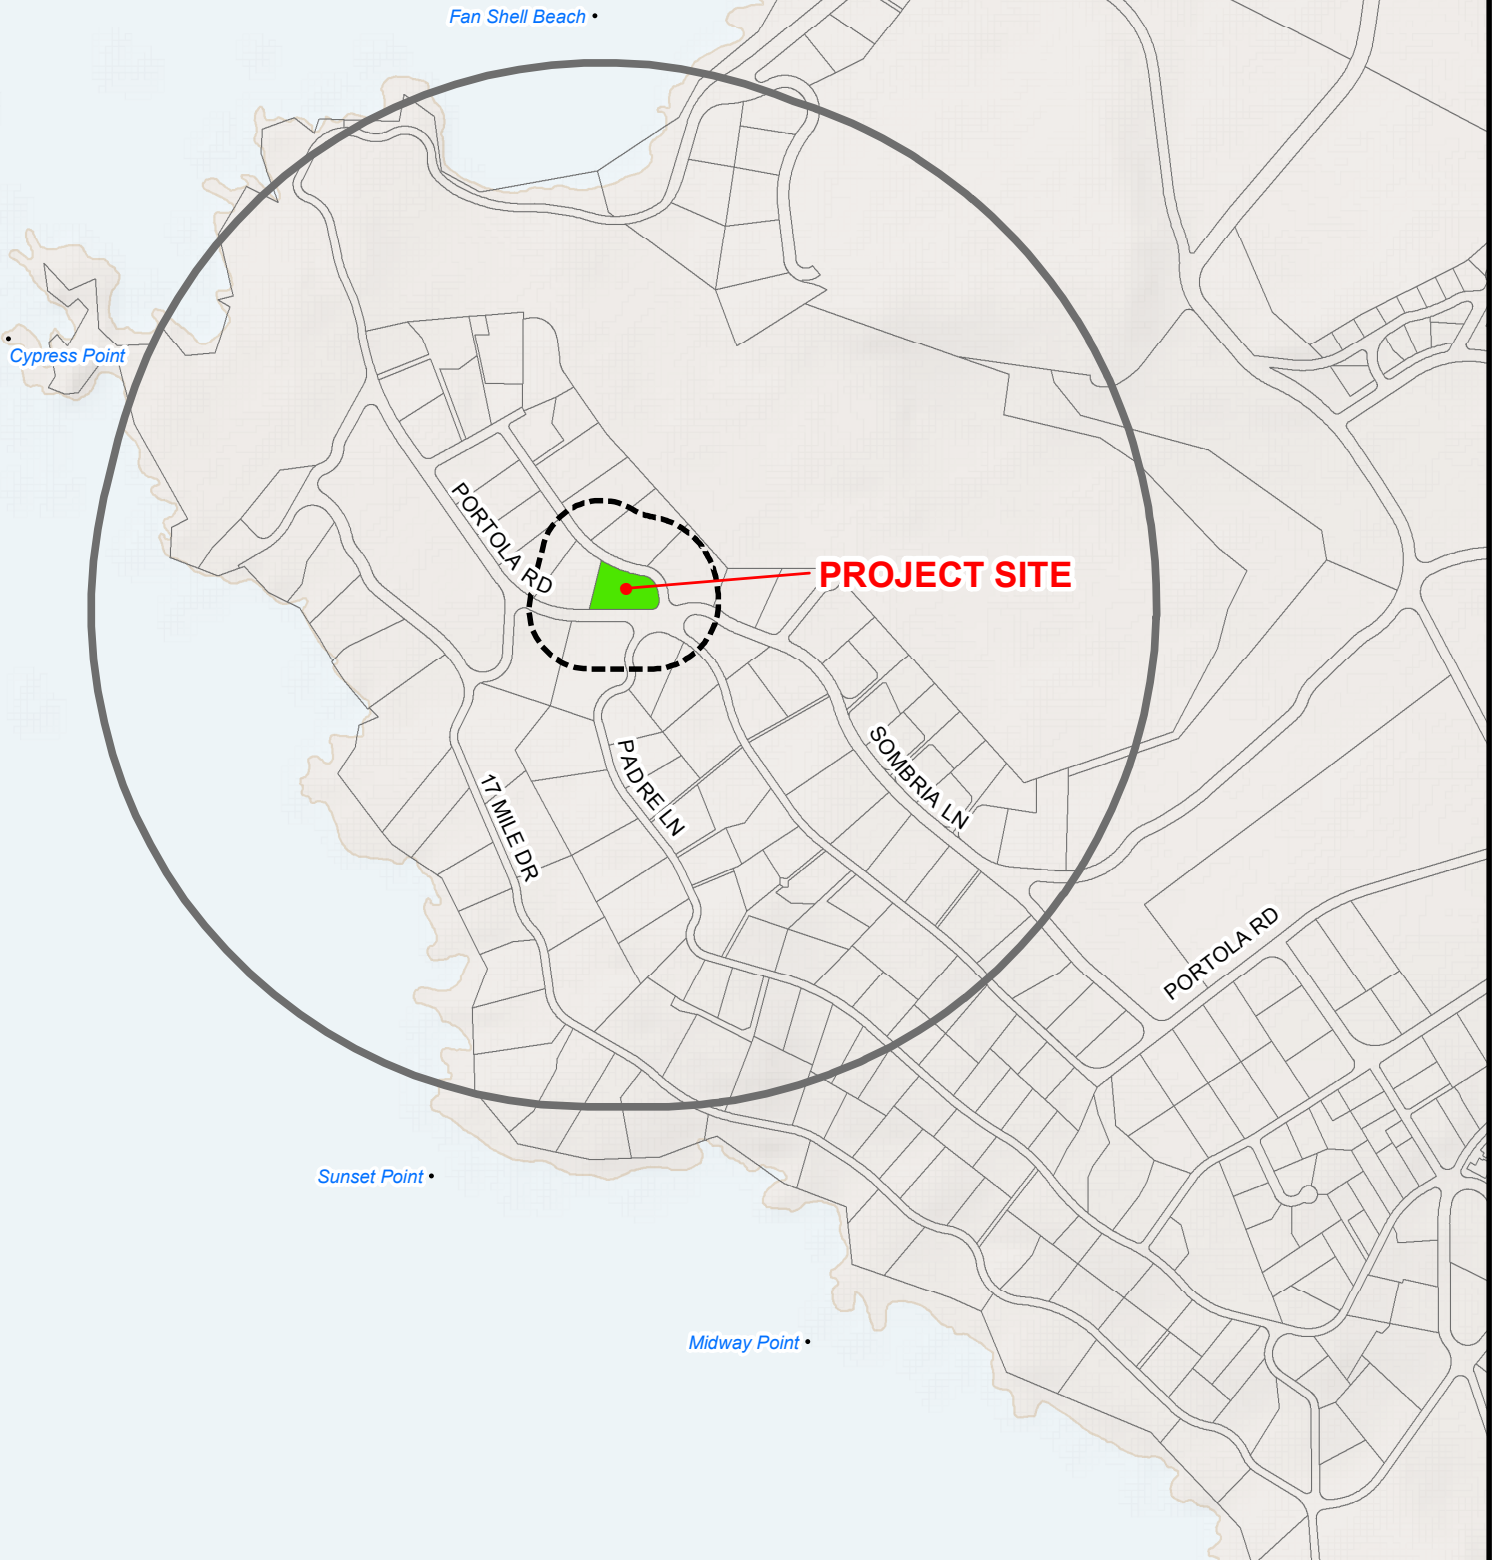 Fan Shell Beach
Cypress Point
PORTOLA RD
PROJECT SITE
SOMBRIA LN
PADRE LN
17 MILE DR
PORTOLA RD
Sunset Point
Midway Point